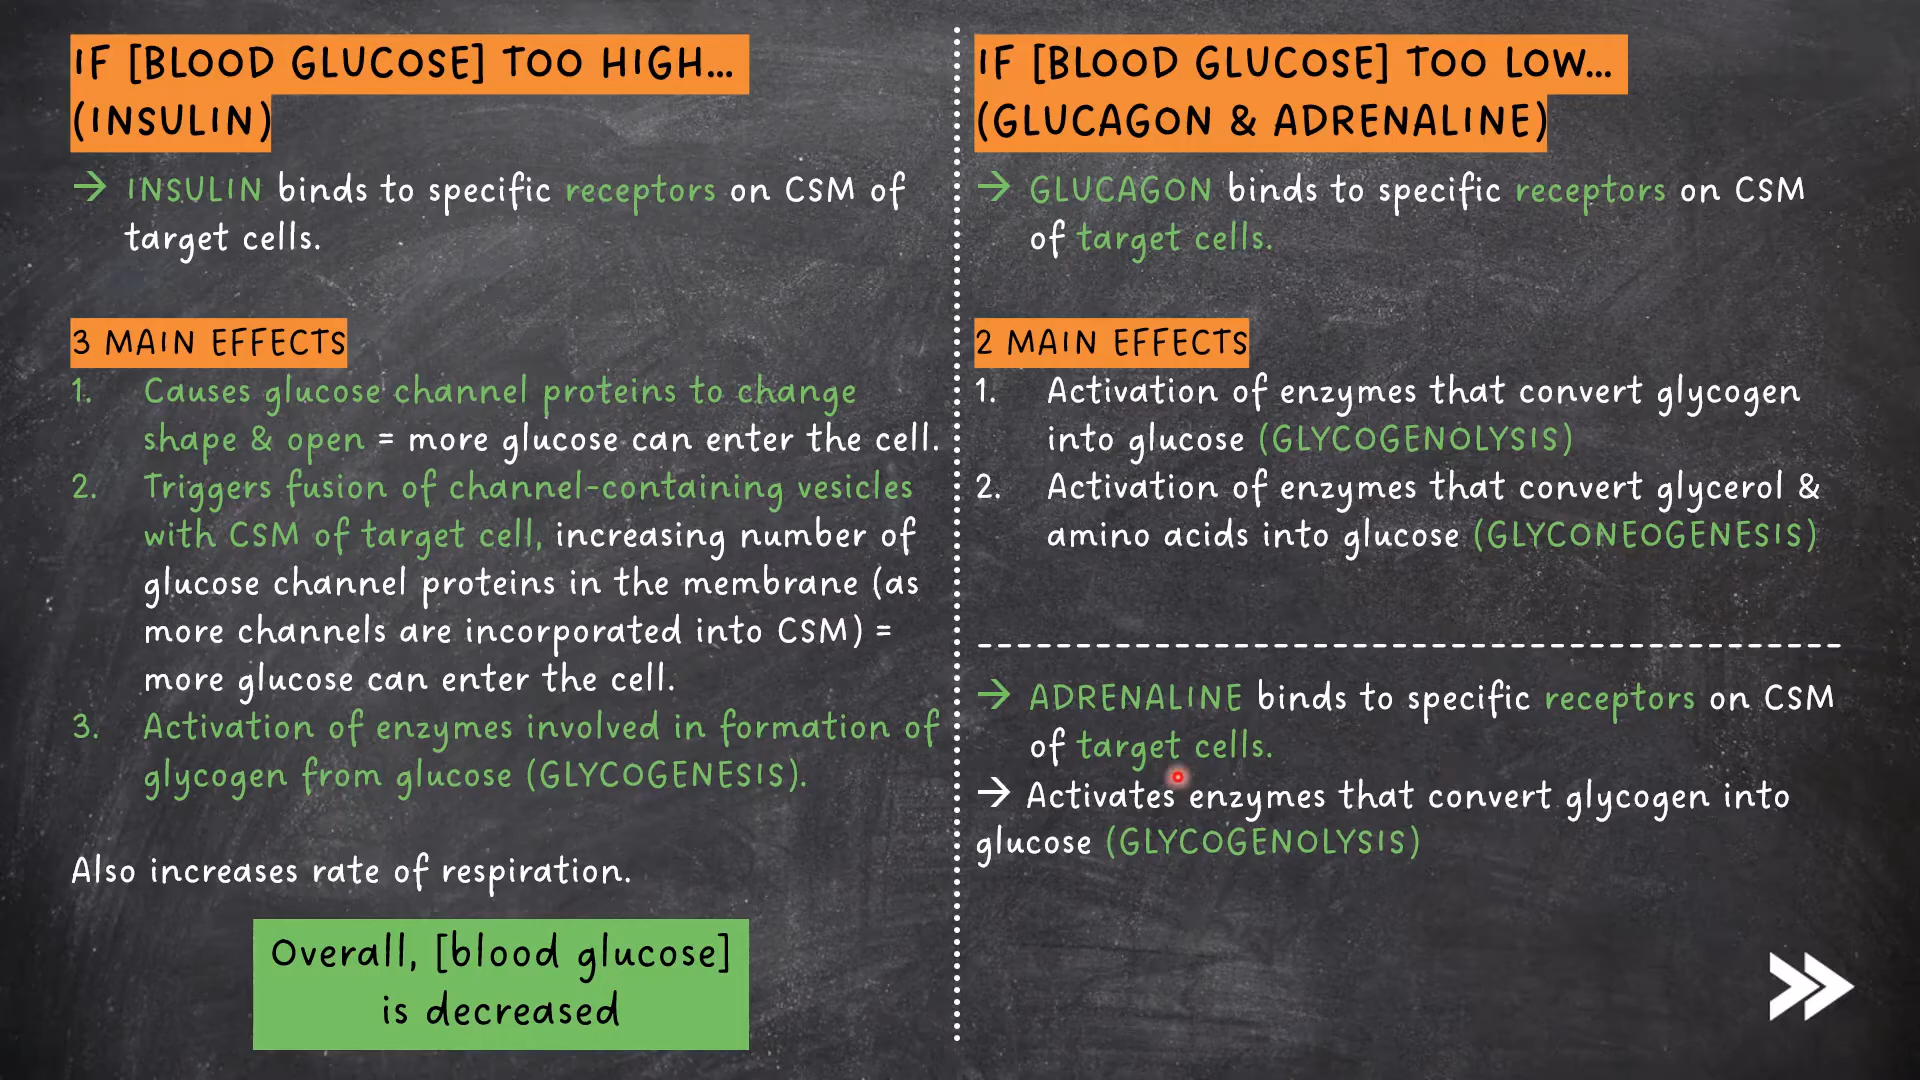 IF [BLOOD GLUCOSE] TOO HIGH...
(INSULIN)
→ INSULIN binds to specific receptors on CSM of
target cells.
3 MAIN EFFECTS
1. Causes glucose channel proteins to change
shape & open = more glucose can enter the cell.
2. Triggers fusion of channel-containing vesicles
with CSM of target cell, increasing number of
glucose channel proteins in the membrane (as
more channels are incorporated into CSM) =
more glucose can enter the cell.
3. Activation of enzymes involved in formation of
glycogen from glucose (GLYCOGENESIS).
Also increases rate of respiration.
Overall, [blood glucose]
is decreased
IF [BLOOD GLUCOSE] TOO LOW...
(GLUCAGON & ADRENALINE)
→ GLUCAGON binds to specific receptors on CSM
of target cells.
2 MAIN EFFECTS
1. Activation of enzymes that convert glycogen
into glucose (GLYCOGENOLYSIS)
2. Activation of enzymes that convert glycerol &
amino acids into glucose (GLYCONEOGENESIS)
→ ADRENALINE binds to specific receptors on CSM
of target cells.
→ Activates enzymes that convert glycogen into
glucose (GLYCOGENOLYSIS)